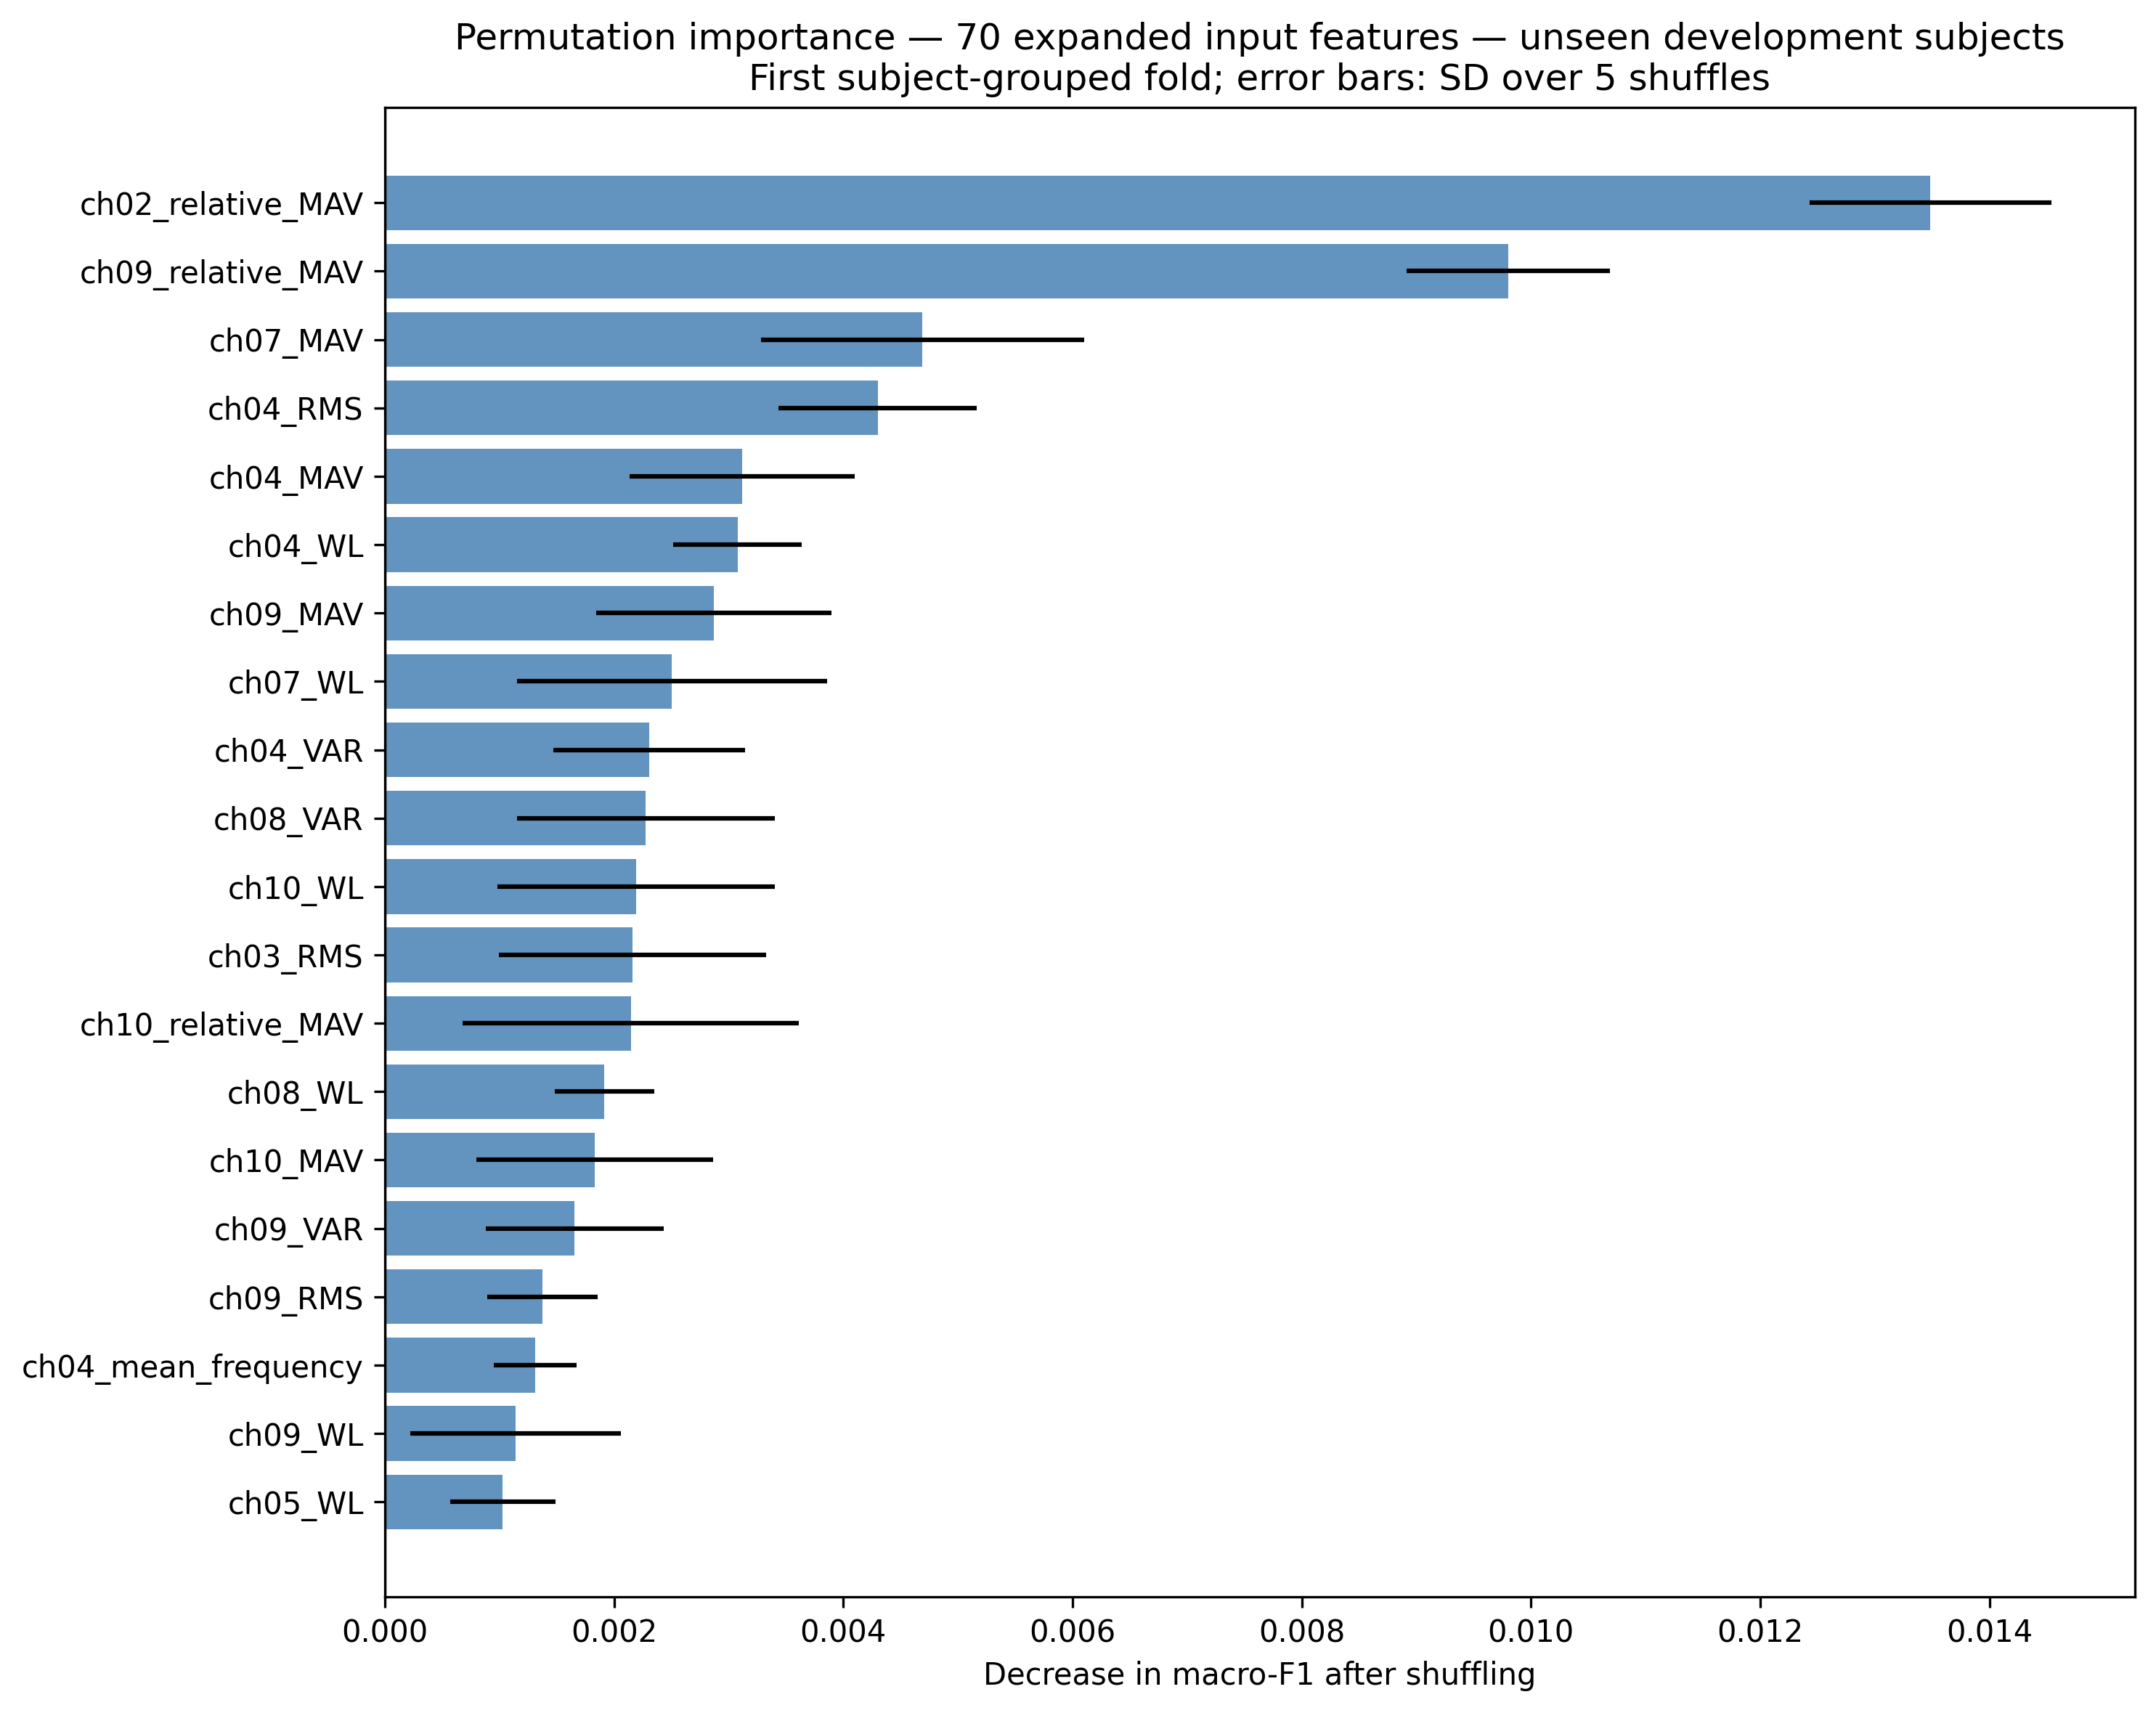 Permutation importance — 70 expanded input features — unseen development subjects
First subject-grouped fold; error bars: SD over 5 shuffles
ch02_relative_MAV
ch09_relative_MAV
ch07_MAV
ch04_RMS
ch04_MAV
ch04_WL
ch09_MAV
ch07_WL
ch04_VAR
ch08_VAR
ch10_WL
ch03_RMS
ch10_relative_MAV
ch08_WL
ch10_MAV
ch09_VAR
ch09_RMS
ch04_mean_frequency
ch09_WL
ch05_WL
0.000 0.002 0.004 0.006 0.008 0.010 0.012 0.014
Decrease in macro-F1 after shuffling